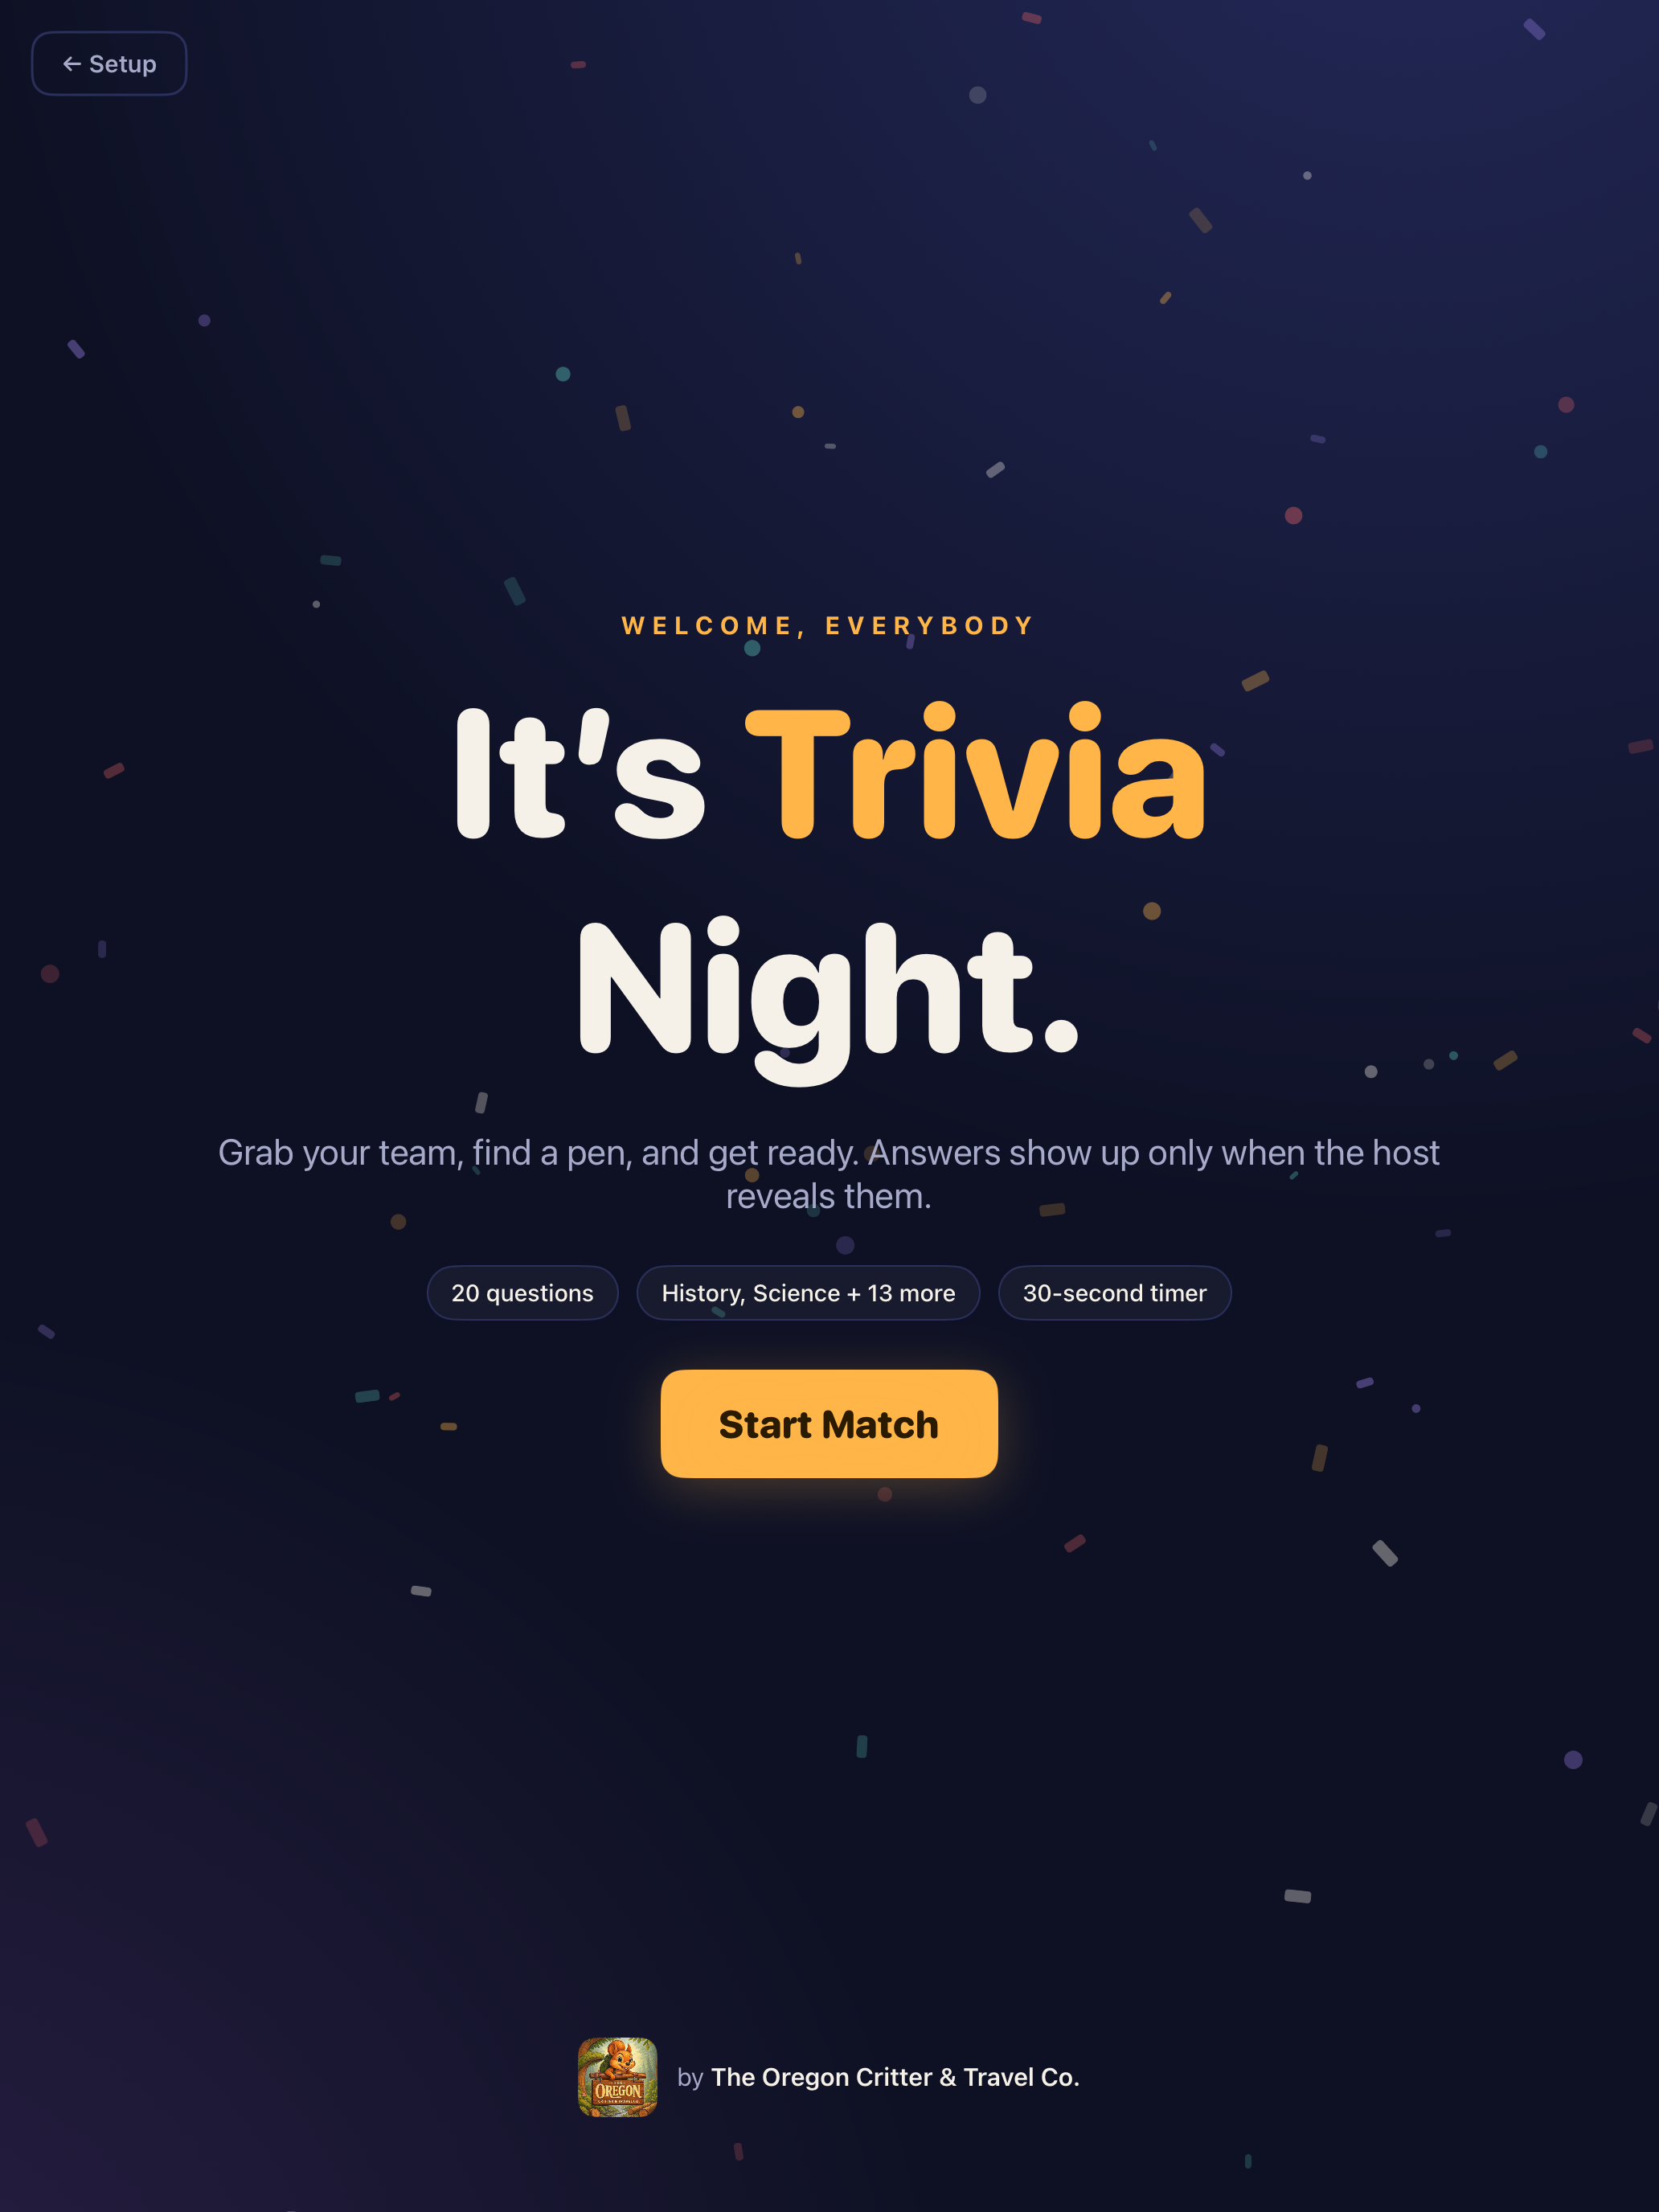 ← Setup
WELCOME, EVERYBODY
It's Trivia
Night.
Grab your team, find a pen, and get ready. Answers show up only when the host
reveals them.
20 questions
History, Science + 13 more
30-second timer
Start Match
OREGON
by The Oregon Critter & Travel Co.